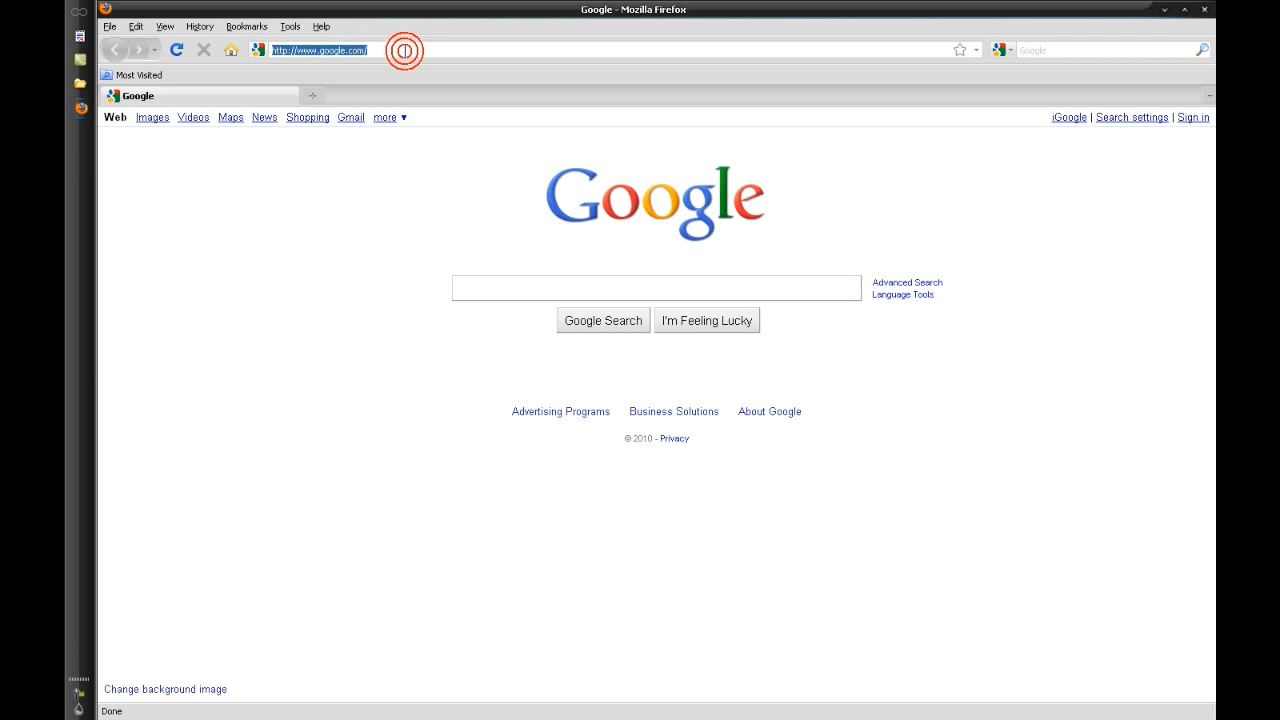 Google - Mozilla Firefox
File Edit View History Bookmarks Tools Help
http://www.google.com/ Google
Most Visited
Google
Web Images Videos Maps News Shopping Gmail more ▼ iGoogle | Search settings | Sign in
Google
Advanced Search
Language Tools
Google Search I'm Feeling Lucky
Advertising Programs Business Solutions About Google
© 2010 - Privacy
Change background image
Done